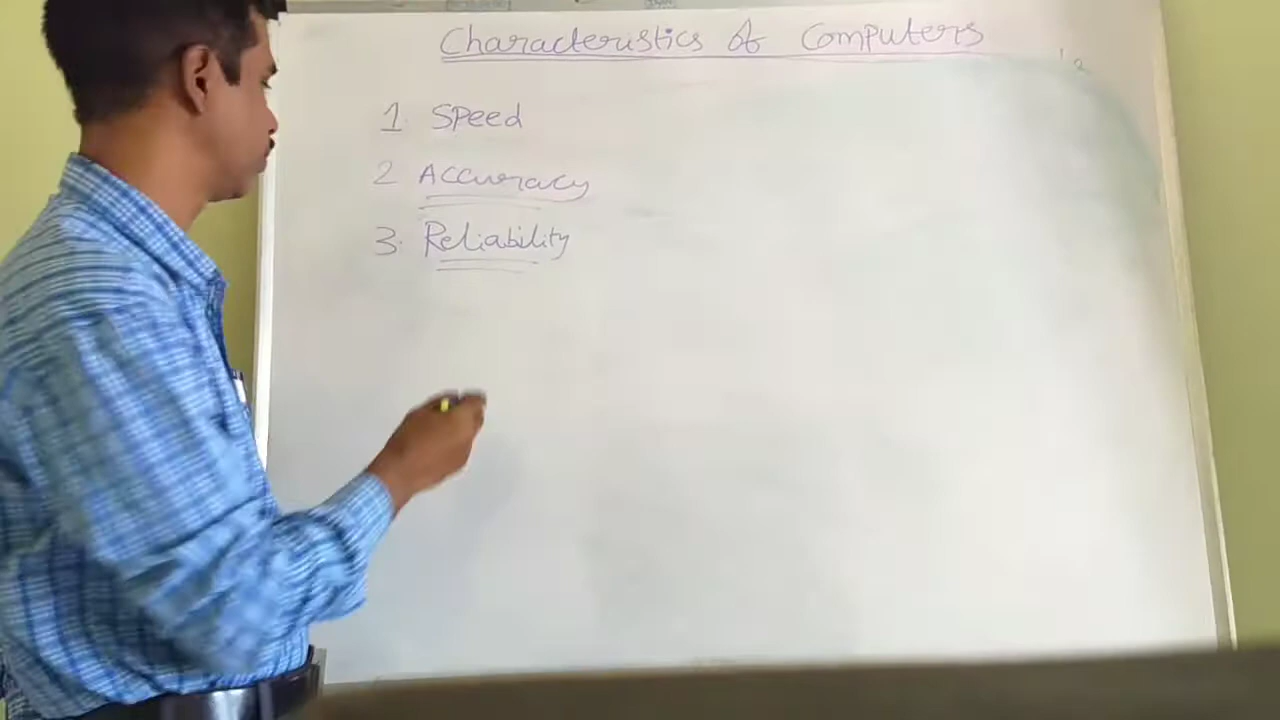 Characteristics of Computers
1. Speed
2 Accuracy
3. Reliability